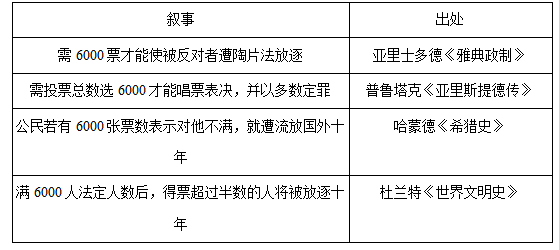 叙事 出处
需 6000 票才能使被反对者遭陶片法放逐 亚里士多德《雅典政制》
需投票总数选 6000 才能唱票表决，并以多数定罪 普鲁塔克《亚里斯提德传》
公民若有 6000 张票数表示对他不满，就遭流放国外十 哈蒙德《希猎史》
年
满 6000 人法定人数后，得票超过半数的人将被放逐十 杜兰特《世界文明史》
年